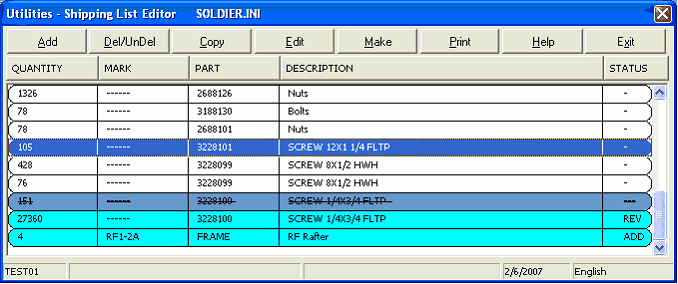 Utilities - Shipping List Editor SOLDIER.INI
Add Del/UnDel Copy Edit Make Print Help Exit
QUANTITY MARK PART DESCRIPTION STATUS
1326 ------ 2688126 Nuts -
78 ------ 3188130 Bolts -
78 ------ 2688101 Nuts -
105 ------ 3228101 SCREW 12X1 1/4 FLTP -
428 ------ 3228099 SCREW 8X1/2 HWH -
76 ------ 3228099 SCREW 8X1/2 HWH -
151 ------ 3228100 SCREW 1/4X3/4 FLTP ---
27360 ------ 3228100 SCREW 1/4X3/4 FLTP REV
4 RF1-2A FRAME RF Rafter ADD
TEST01 2/6/2007 English